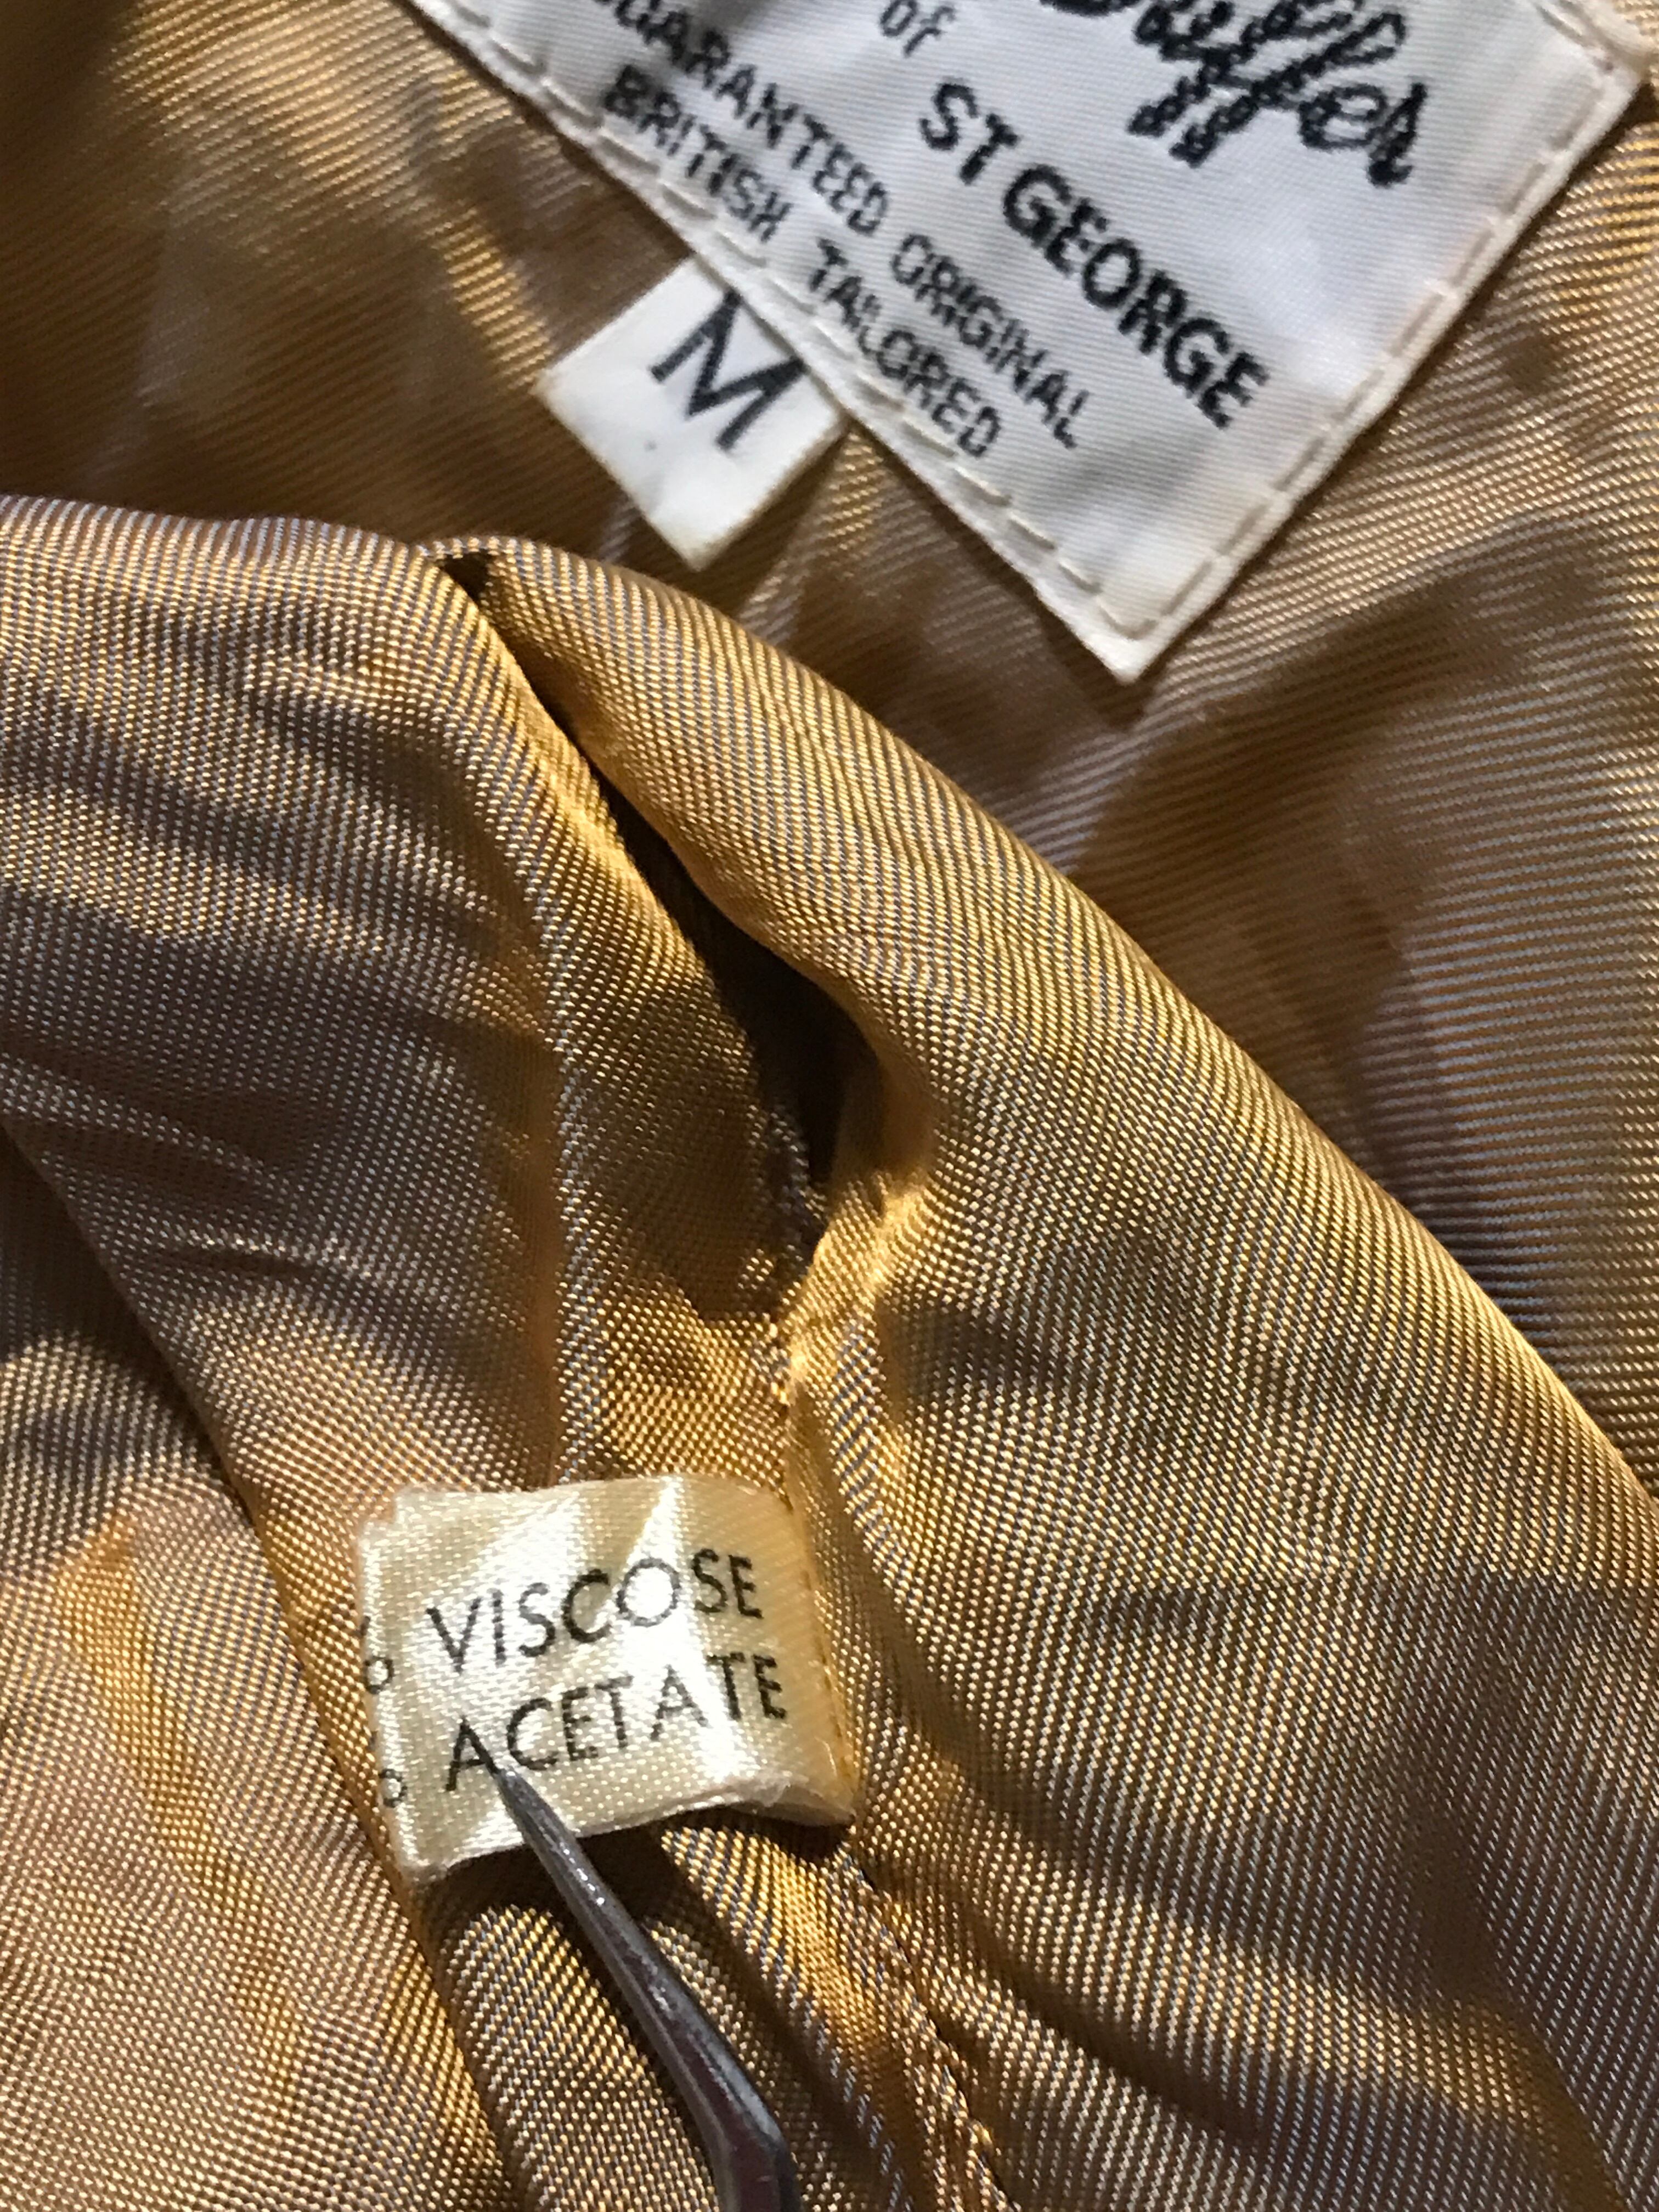 of
ST GEORGE
GUARANTEED ORIGINAL
BRITISH TAILORED
M
VISCOSE
ACETATE